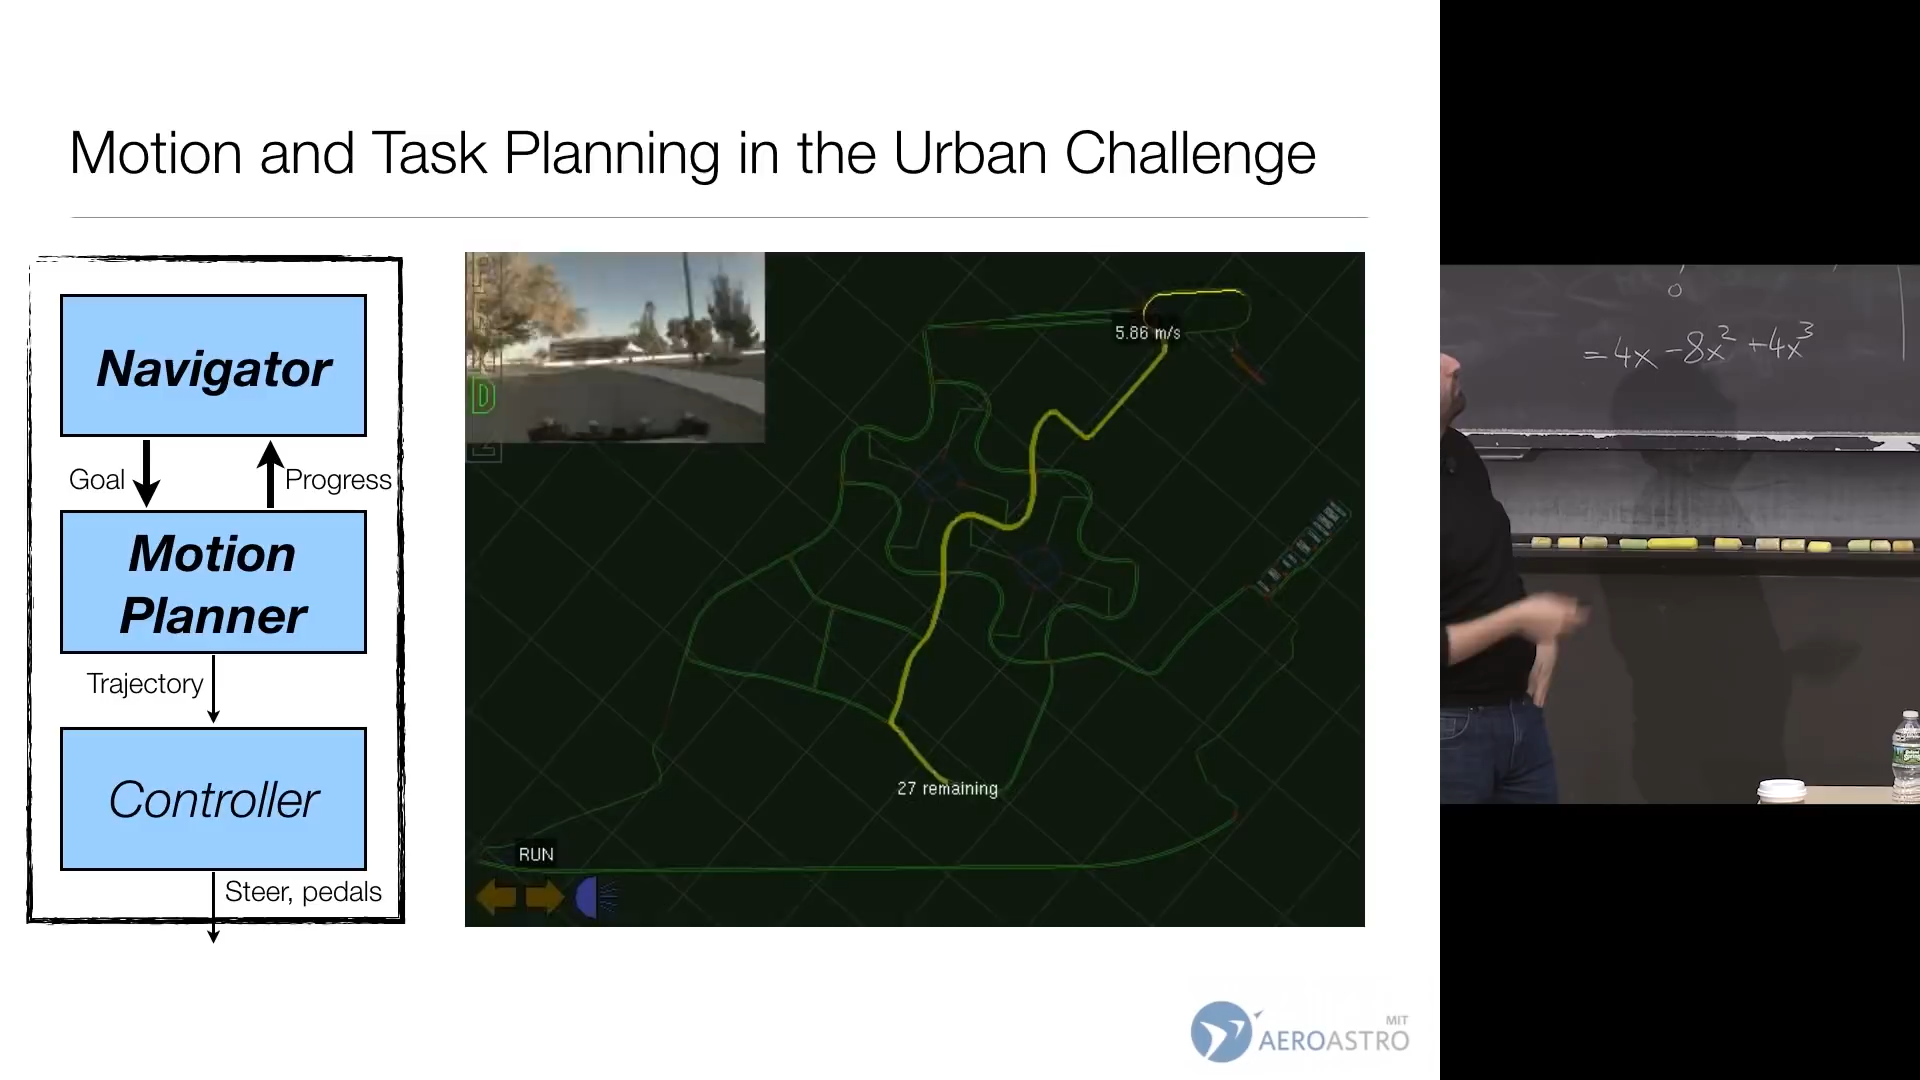 Motion and Task Planning in the Urban Challenge
Navigator
Goal
Progress
Motion
Planner
Trajectory
Controller
Steer, pedals
D
5.86 m/s
27 remaining
RUN
MIT
AEROASTRO
= 4x - 8x² + 4x³